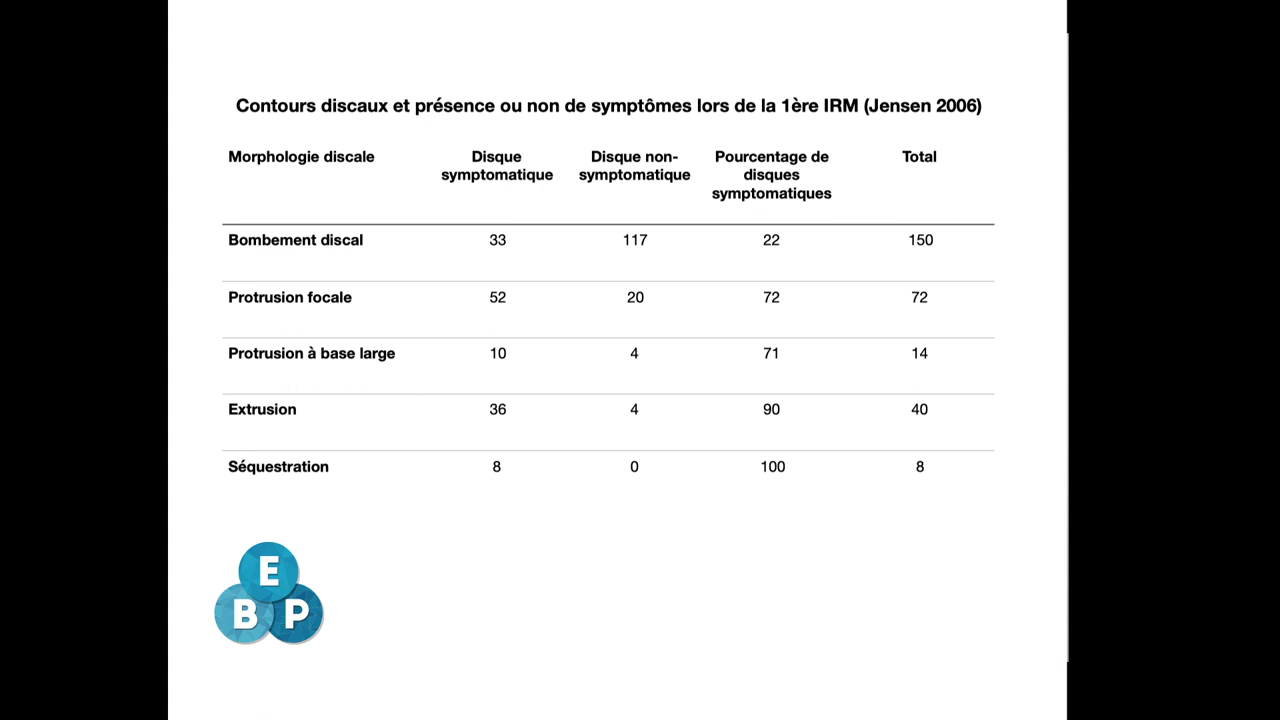 Contours discaux et présence ou non de symptômes lors de la 1ère IRM (Jensen 2006)
Morphologie discale Disque symptomatique Disque non-symptomatique Pourcentage de disques symptomatiques Total
Bombement discal 33 117 22 150
Protrusion focale 52 20 72 72
Protrusion à base large 10 4 71 14
Extrusion 36 4 90 40
Séquestration 8 0 100 8
E
B P